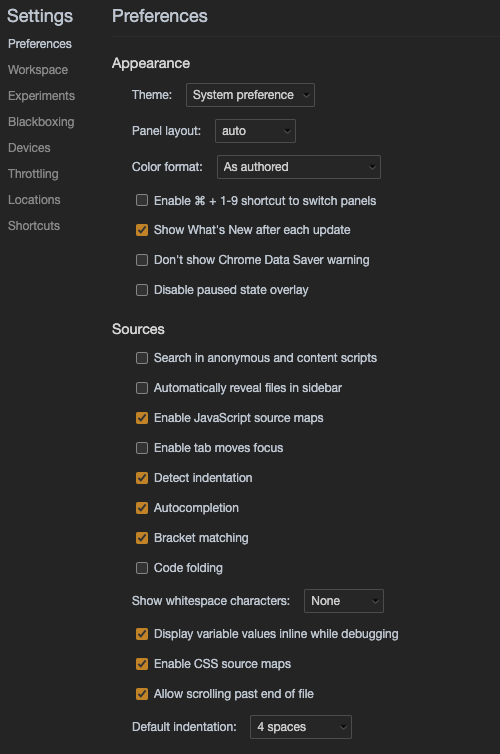 Settings
Preferences
Workspace
Experiments
Blackboxing
Devices
Throttling
Locations
Shortcuts
Preferences
Appearance
Theme: System preference
Panel layout: auto
Color format: As authored
Enable ⌘ + 1-9 shortcut to switch panels
Show What's New after each update
Don't show Chrome Data Saver warning
Disable paused state overlay
Sources
Search in anonymous and content scripts
Automatically reveal files in sidebar
Enable JavaScript source maps
Enable tab moves focus
Detect indentation
Autocompletion
Bracket matching
Code folding
Show whitespace characters: None
Display variable values inline while debugging
Enable CSS source maps
Allow scrolling past end of file
Default indentation: 4 spaces